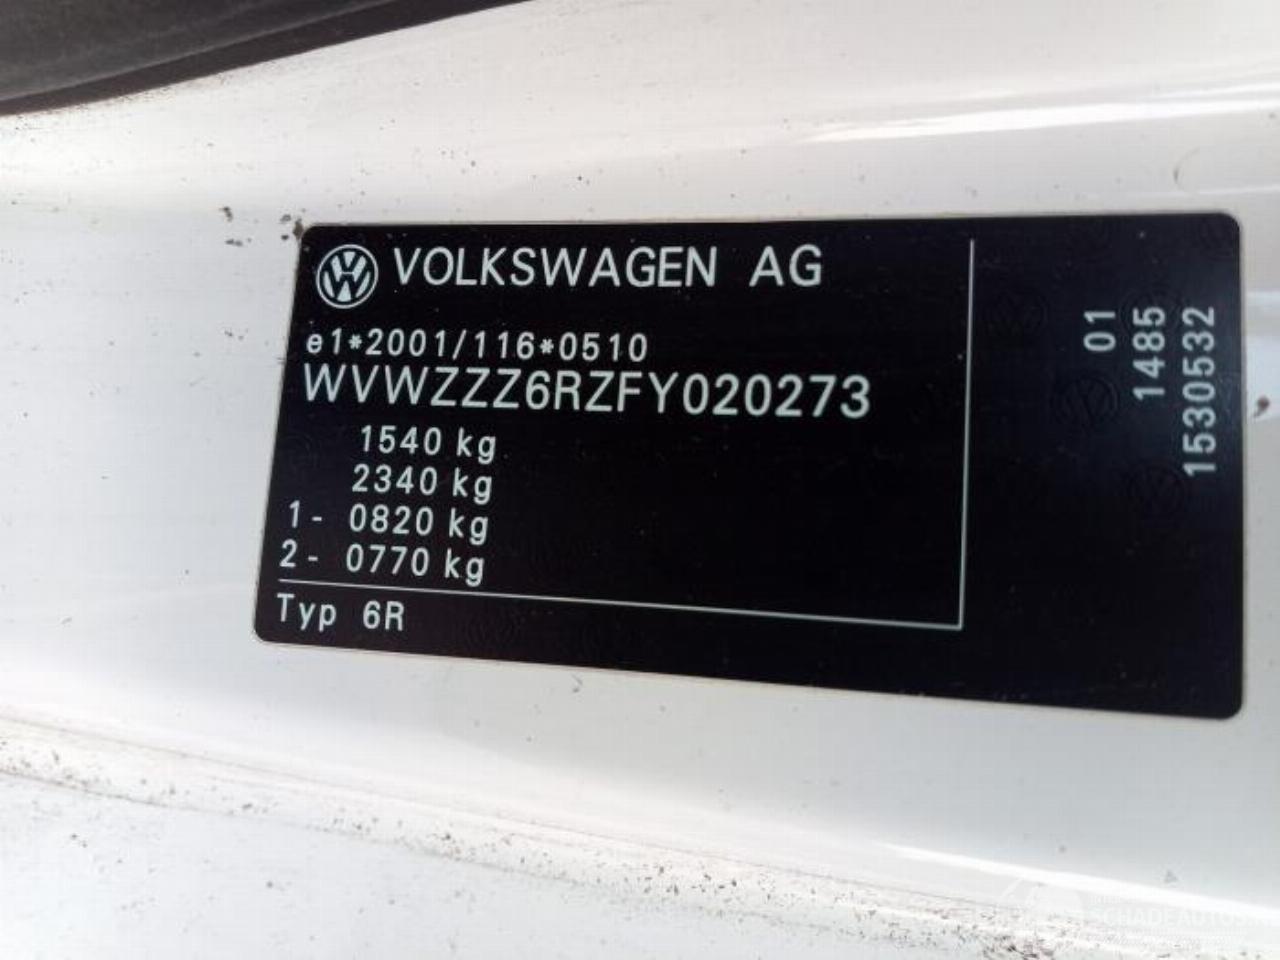 VOLKSWAGEN AG
e1*2001/116*0510
WVWZZZ6RZFY020273
1540 kg
2340 kg
1- 0820 kg
2- 0770 kg
Typ 6R
01
1485
1530532
SCHADEAUTOS